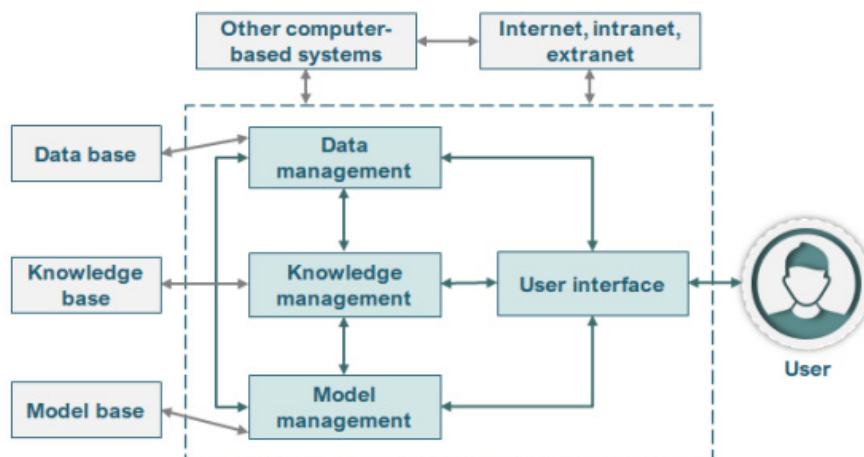 Other computer-
based systems
Internet, intranet,
extranet
Data base
Data
management
Knowledge
base
Knowledge
management
User interface
User
Model base
Model
management